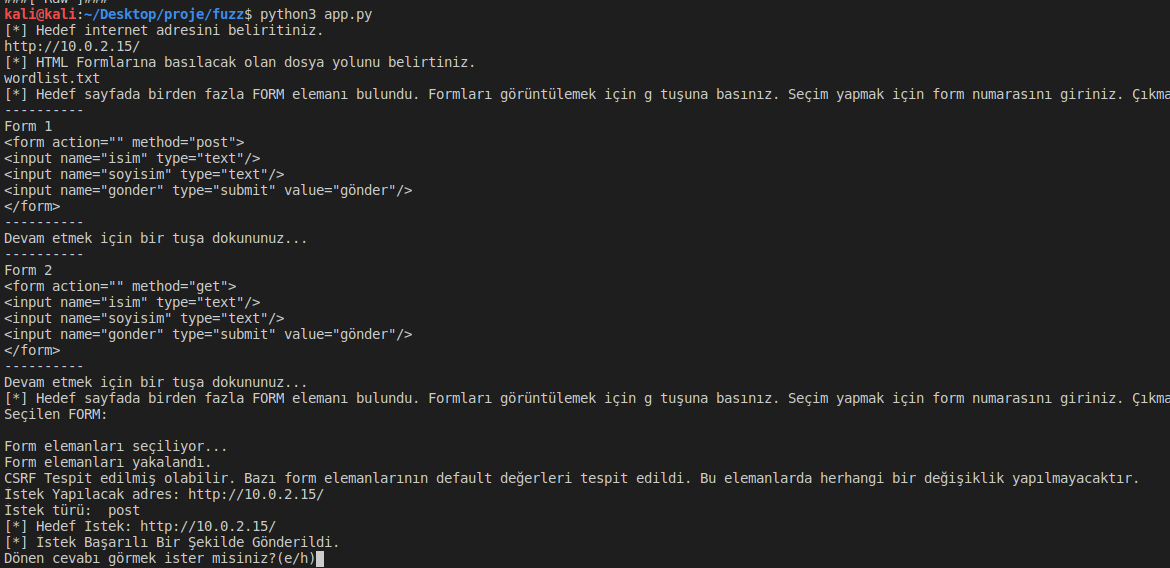 kali@kali:~/Desktop/proje/fuzz$ python3 app.py
[*] Hedef internet adresini beliritiniz.
http://10.0.2.15/
[*] HTML Formlarına basılacak olan dosya yolunu belirtiniz.
wordlist.txt
[*] Hedef sayfada birden fazla FORM elemanı bulundu. Formları görüntülemek için g tuşuna basınız. Seçim yapmak için form numarasını giriniz. Çıkma
----------
Form 1
<form action="" method="post">
<input name="isim" type="text"/>
<input name="soyisim" type="text"/>
<input name="gonder" type="submit" value="gönder"/>
</form>
----------
Devam etmek için bir tuşa dokununuz...
----------
Form 2
<form action="" method="get">
<input name="isim" type="text"/>
<input name="soyisim" type="text"/>
<input name="gonder" type="submit" value="gönder"/>
</form>
----------
Devam etmek için bir tuşa dokununuz...
[*] Hedef sayfada birden fazla FORM elemanı bulundu. Formları görüntülemek için g tuşuna basınız. Seçim yapmak için form numarasını giriniz. Çıkma
Seçilen FORM:
Form elemanları seçiliyor...
Form elemanları yakalandı.
CSRF Tespit edilmiş olabilir. Bazı form elemanlarının default değerleri tespit edildi. Bu elemanlarda herhangi bir değişiklik yapılmayacaktır.
Istek Yapılacak adres: http://10.0.2.15/
Istek türü:  post
[*] Hedef Istek: http://10.0.2.15/
[*] Istek Başarılı Bir Şekilde Gönderildi.
Dönen cevabı görmek ister misiniz?(e/h)